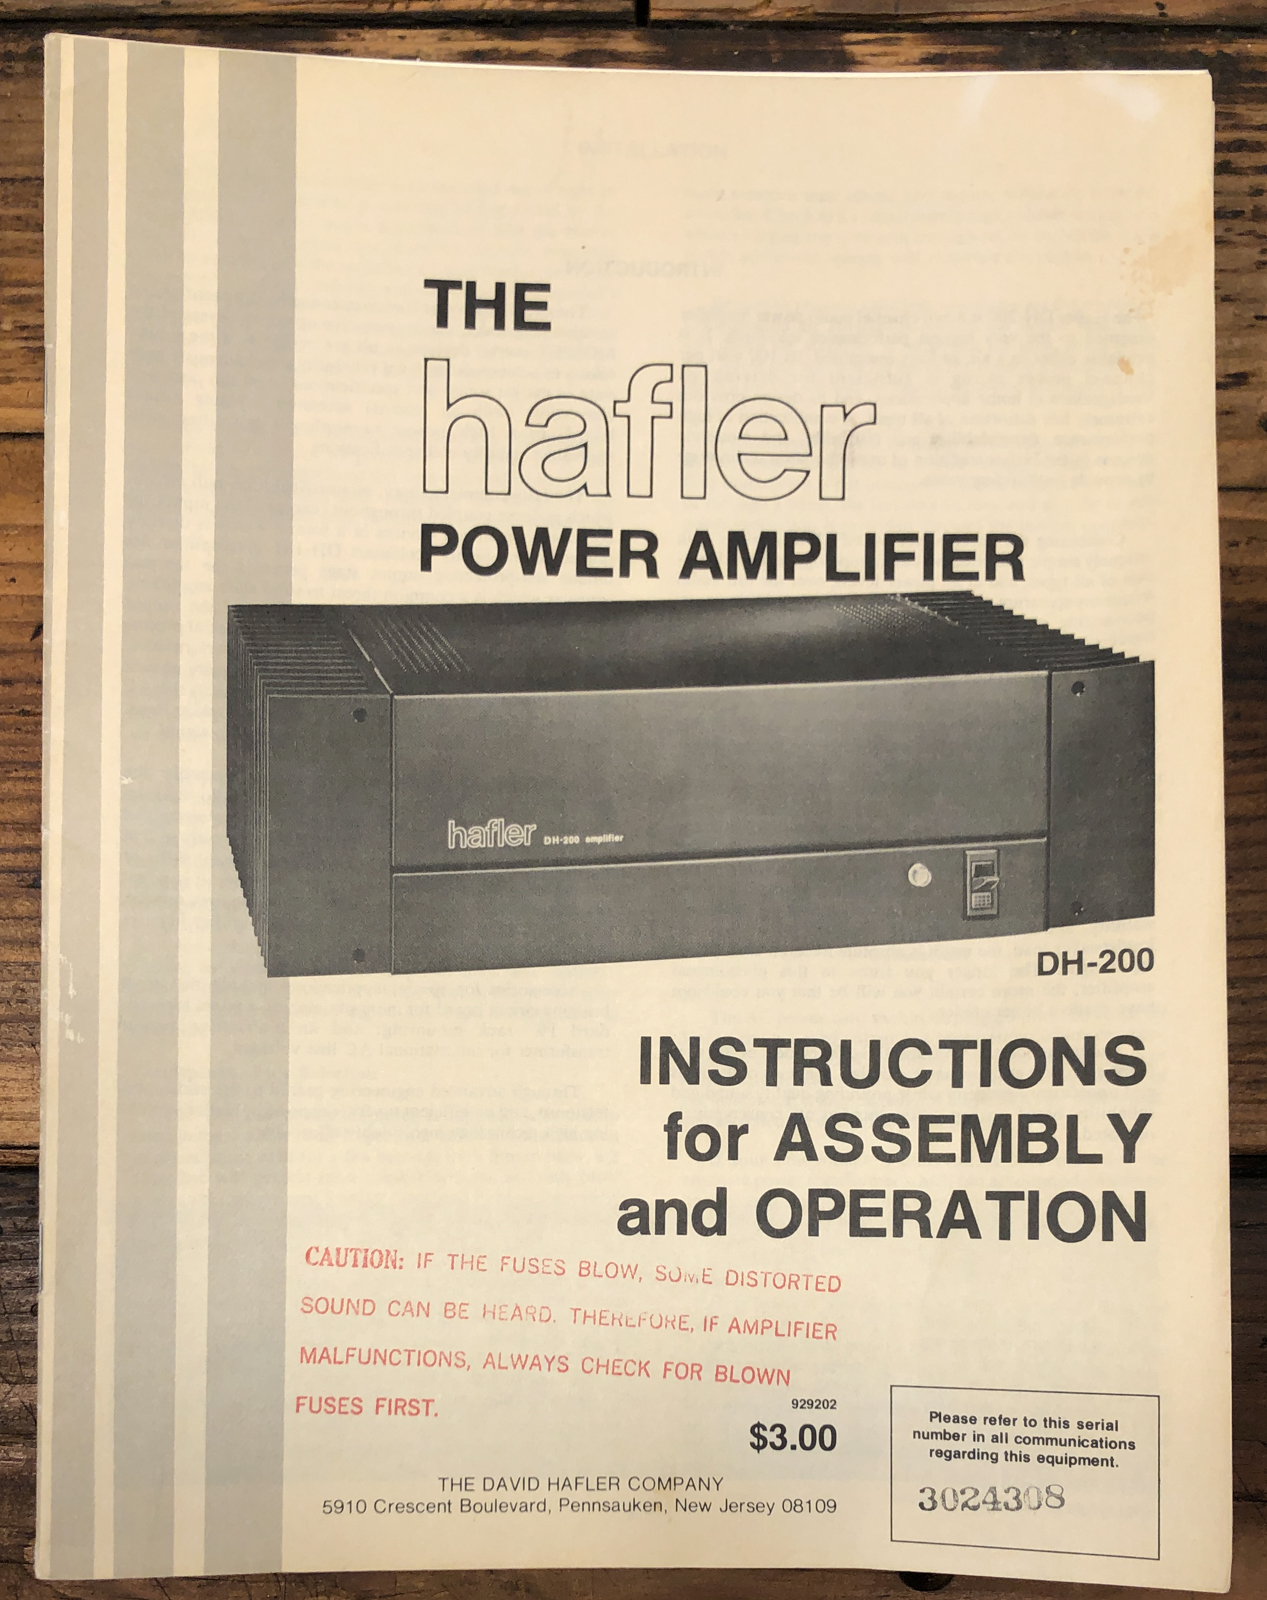 THE
hafler
POWER AMPLIFIER
hafler DH-200 amplifier
DH-200
INSTRUCTIONS
for ASSEMBLY
and OPERATION
CAUTION: IF THE FUSES BLOW, SOME DISTORTED
SOUND CAN BE HEARD. THEREFORE, IF AMPLIFIER
MALFUNCTIONS, ALWAYS CHECK FOR BLOWN
FUSES FIRST.
929202
$3.00
THE DAVID HAFLER COMPANY
5910 Crescent Boulevard, Pennsauken, New Jersey 08109
Please refer to this serial
number in all communications
regarding this equipment.
3024308